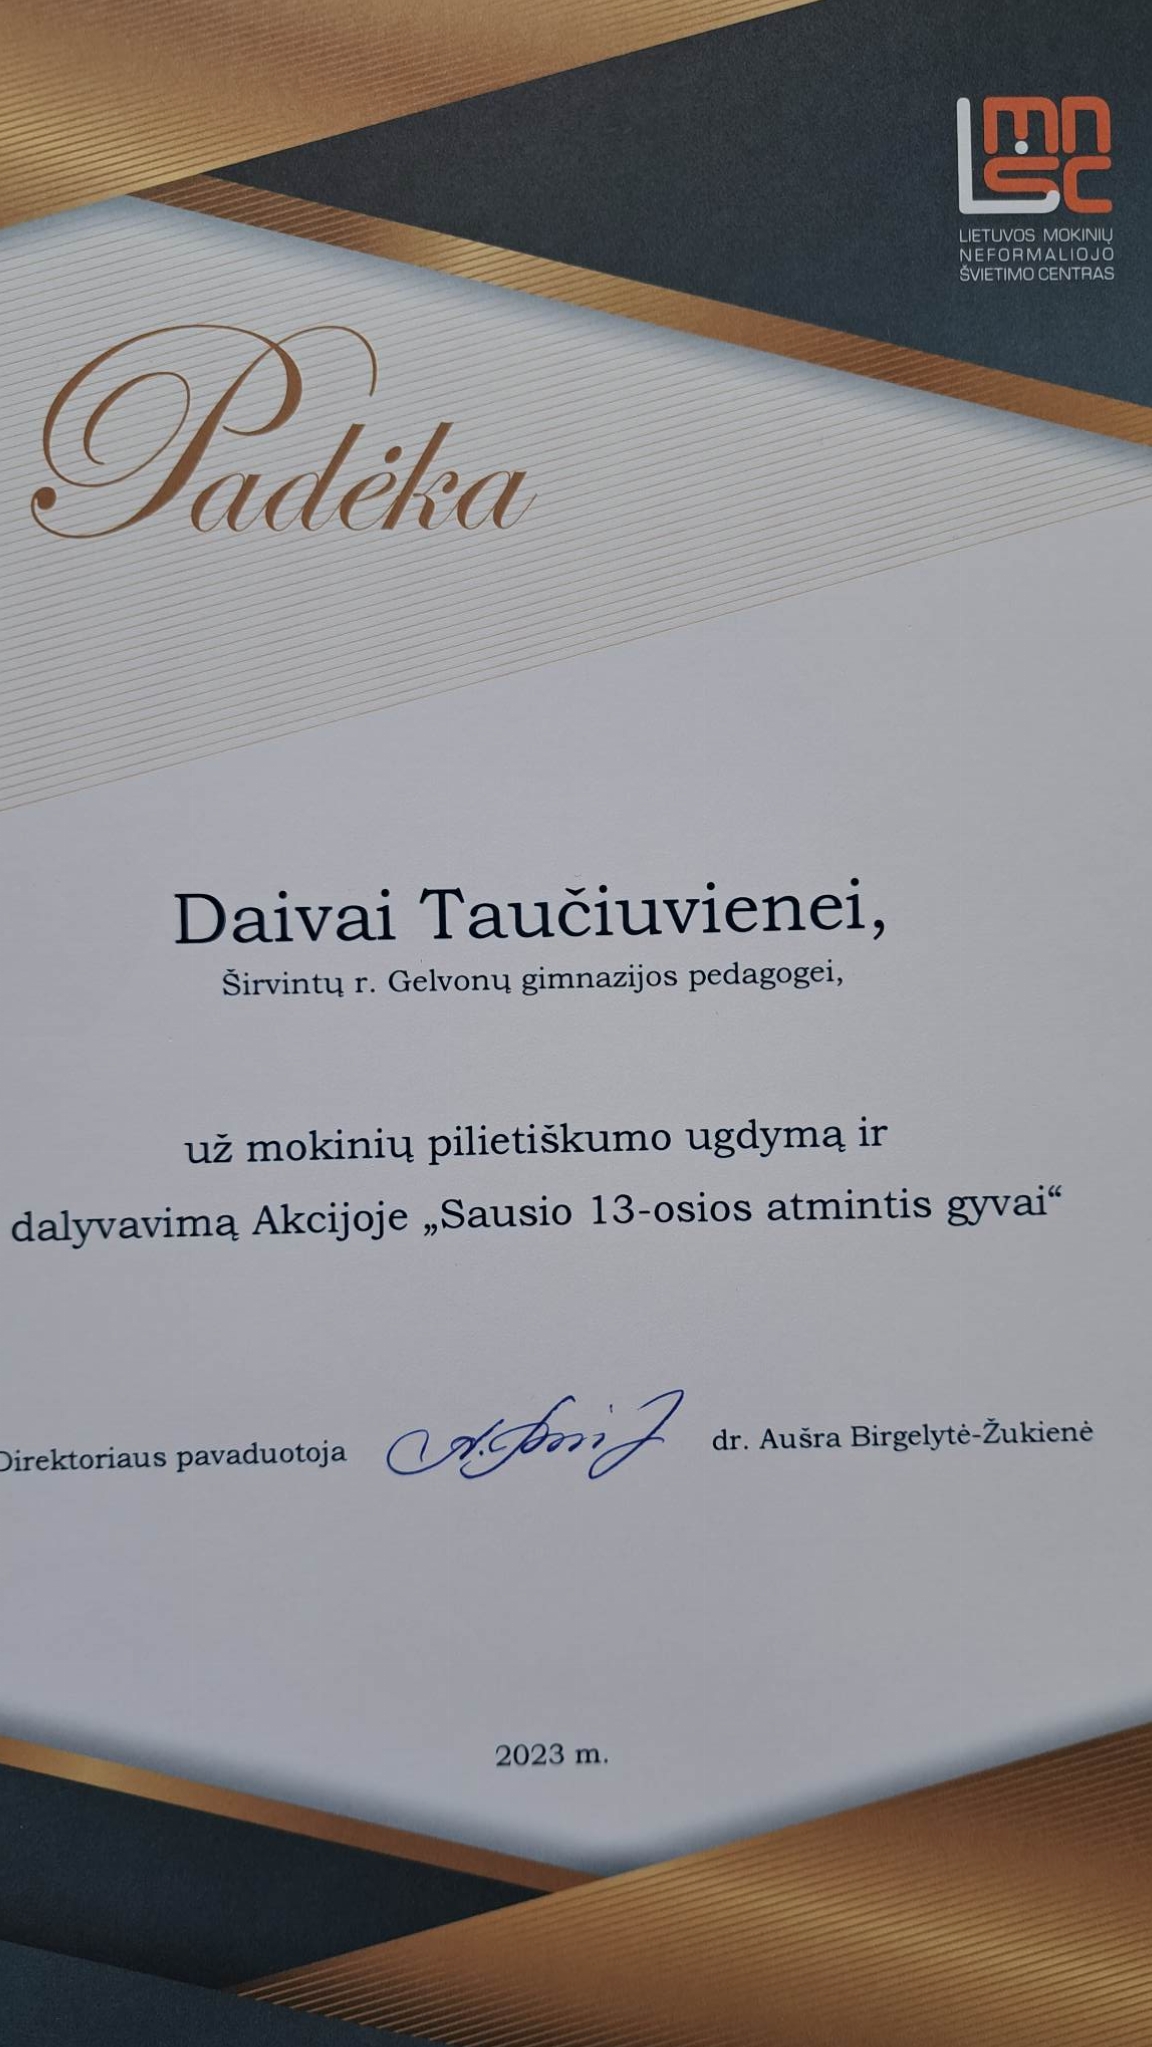 LMNSC
LIETUVOS MOKINIŲ
NEFORMALIOJO
ŠVIETIMO CENTRAS
Padėka
Daivai Taučiuvienei,
Širvintų r. Gelvonų gimnazijos pedagogei,
už mokinių pilietiškumo ugdymą ir
dalyvavimą Akcijoje „Sausio 13-osios atmintis gyvai“
Direktoriaus pavaduotoja dr. Aušra Birgelytė-Žukienė
2023 m.